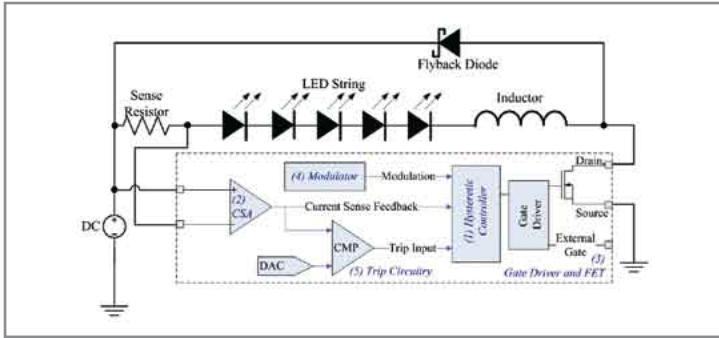 Flyback Diode
LED String
Sense
Resistor
Inductor
Drain
(4) Modulator
Modulation
(2)
CSA
Current Sense Feedback
(1) Hysteretic
Controller
Gate
Driver
Source
DC
CMP
Trip Input
External
Gate
(3)
DAC
(5) Trip Circuitry
Gate Driver and FET